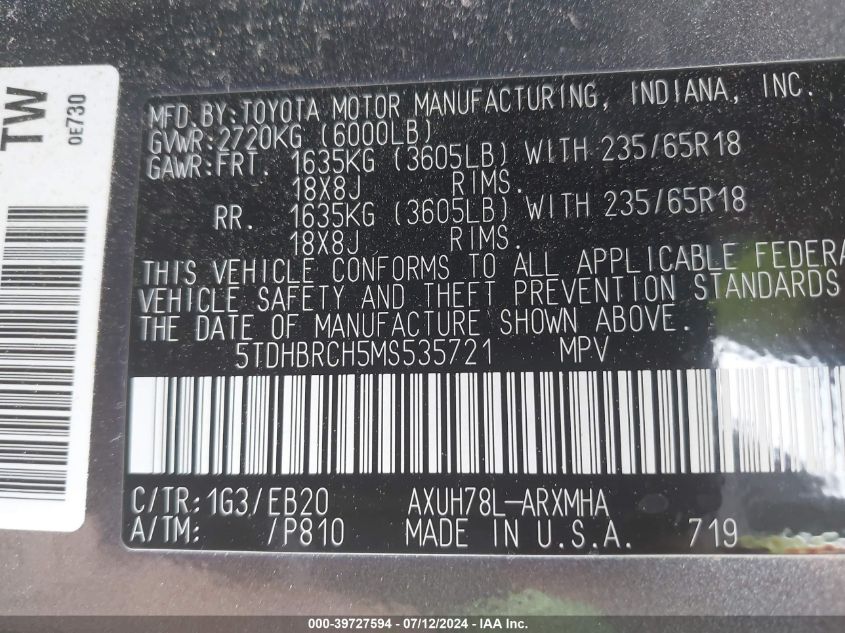 TW
0E730
MFD.BY:TOYOTA MOTOR MANUFACTURING, INDIANA, INC.
GVWR:2720KG (6000LB)
GAWR:FRT. 1635KG (3605LB) WITH 235/65R18
18X8J RIMS.
RR. 1635KG (3605LB) WITH 235/65R18
18X8J RIMS.
THIS VEHICLE CONFORMS TO ALL APPLICABLE FEDERA
VEHICLE SAFETY AND THEFT PREVENTION STANDARDS
THE DATE OF MANUFACTURE SHOWN ABOVE.
5TDHBRCH5MS535721 MPV
C/TR:1G3/EB20 AXUH78L-ARXMHA
A/TM: /P810 MADE IN U.S.A. 719
000-39727594 - 07/12/2024 - IAA Inc.